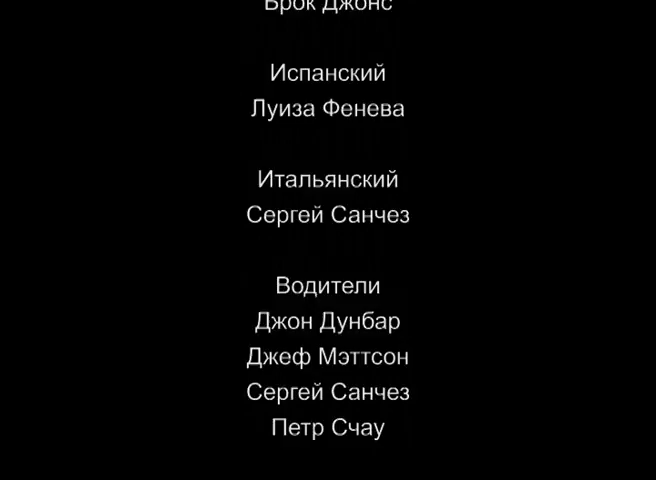 Брок Джонс
Испанский
Луиза Фенева
Итальянский
Сергей Санчез
Водители
Джон Дунбар
Джеф Мэттсон
Сергей Санчез
Петр Счау